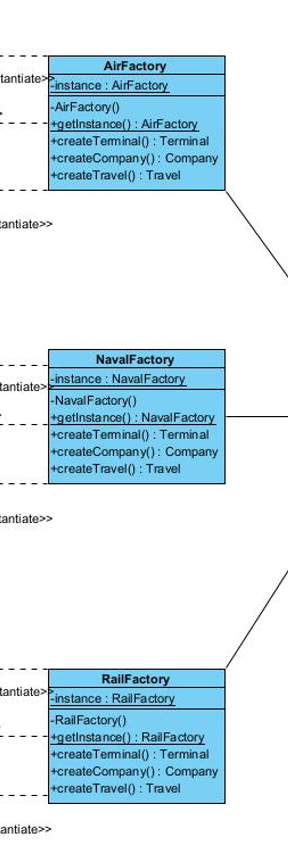 AirFactory
tantiate>>
-instance : AirFactory
-AirFactory()
+getInstance() : AirFactory
+createTerminal() : Terminal
+createCompany() : Company
+createTravel() : Travel
tantiate>>
NavalFactory
tantiate>>
-instance : NavalFactory
-NavalFactory()
+getInstance() : NavalFactory
+createTerminal() : Terminal
+createCompany() : Company
+createTravel() : Travel
tantiate>>
RailFactory
tantiate>>
-instance : RailFactory
-RailFactory()
+getInstance() : RailFactory
+createTerminal() : Terminal
+createCompany() : Company
+createTravel() : Travel
antiate>>